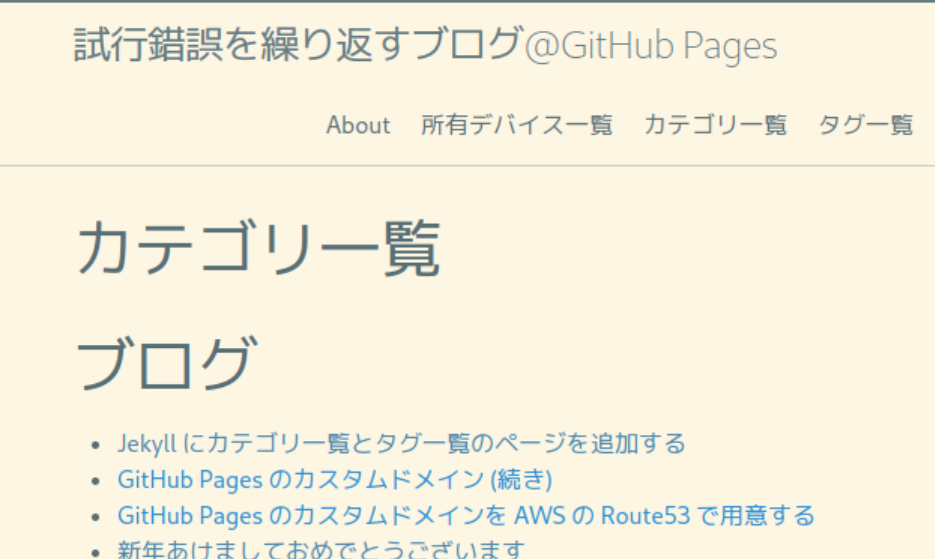 試行錯誤を繰り返すブログ@GitHub Pages
About 所有デバイス一覧 カテゴリ一覧 タグ一覧
カテゴリ一覧
ブログ
Jekyll にカテゴリ一覧とタグ一覧のページを追加する
GitHub Pages のカスタムドメイン (続き)
GitHub Pages のカスタムドメインを AWS の Route53 で用意する
新年あけましておめでとうございます